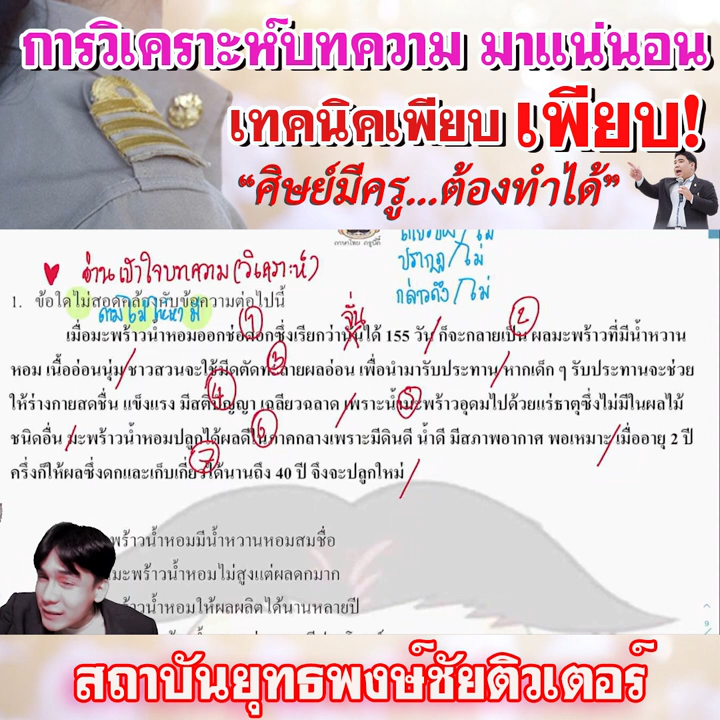 การวิเคราะห์บทความ มาแน่นอน
เทคนิคเพียบ เพียบ!
“ศิษย์มีครู...ต้องทำได้”
ปรากฏ/ไม่
กล่าวถึง/ไม่
อ่านเข้าใจบทความ(วิเคราะห์)
1. ข้อใดไม่สอดคล้องกับข้อความต่อไปนี้
ถามไม่ ให้หา มี
① จั่น ②
เมื่อมะพร้าวน้ำหอมออกช่อดอกซึ่งเรียกว่าจั่นได้ 155 วัน/ ก็จะกลายเป็น ผลมะพร้าวที่มีน้ำหวาน
หอม เนื้ออ่อนนุ่ม/ ชาวสวนจะใช้มีดตัดทะลายผลอ่อน เพื่อนำมารับประทาน/ หากเด็ก ๆ รับประทานจะช่วย
③
ให้ร่างกายสดชื่น แข็งแรง มีสติปัญญา เฉลียวฉลาด /เพราะน้ำมะพร้าวอุดมไปด้วยแร่ธาตุซึ่งไม่มีในผลไม้
④ ⑤
ชนิดอื่น /มะพร้าวน้ำหอมปลูกได้ผลดีในภาคกลางเพราะมีดินดี น้ำดี มีสภาพอากาศ พอเหมาะ/ เมื่ออายุ 2 ปี
⑥
ครึ่งก็ให้ผลซึ่งดกและเก็บเกี่ยวได้นานถึง 40 ปี จึงจะปลูกใหม่ /
⑦
พร้าวน้ำหอมมีน้ำหวานหอมสมชื่อ
มะพร้าวน้ำหอมไม่สูงแต่ผลดกมาก
พร้าวน้ำหอมให้ผลผลิตได้นานหลายปี
สถาบันยุทธพงษ์ชัยติวเตอร์